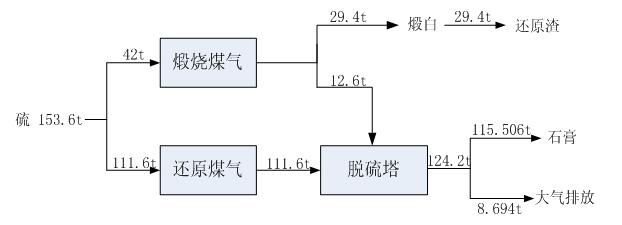 29.4t
煅白
29.4t
还原渣
42t
煅烧煤气
12.6t
硫 153.6t
115.506t
石膏
111.6t
还原煤气
111.6t
脱硫塔
124.2t
大气排放
8.694t